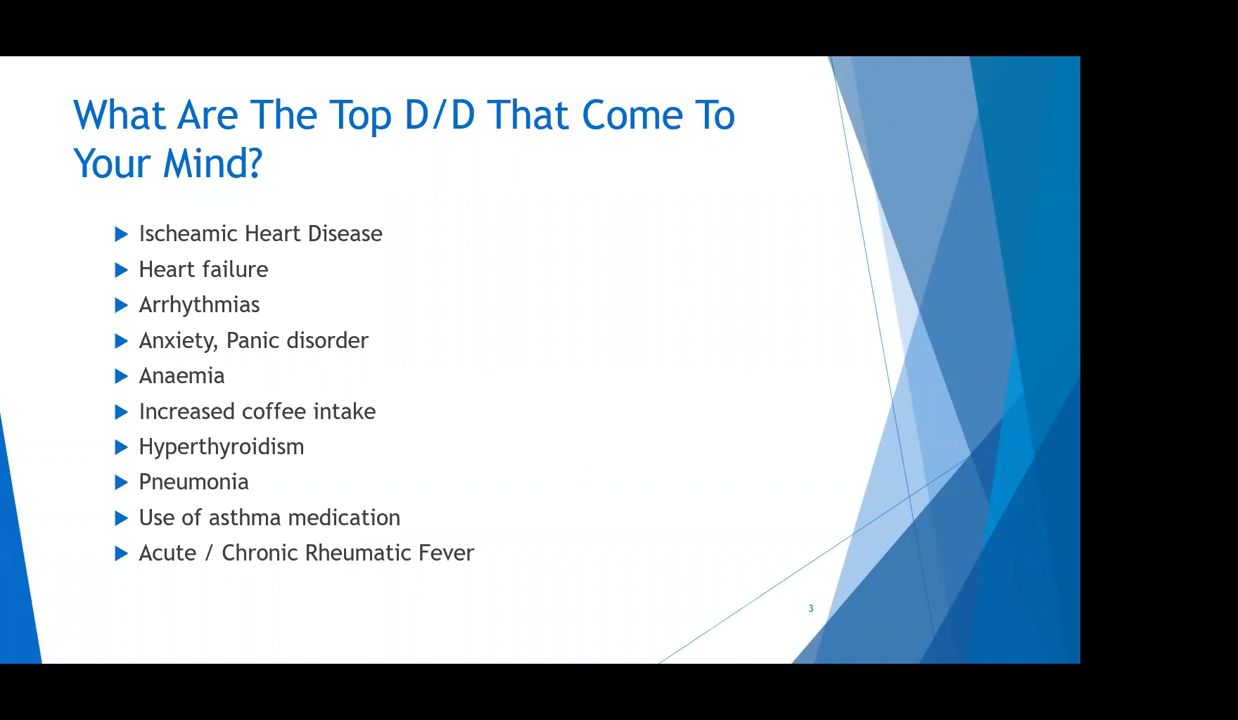 What Are The Top D/D That Come To
Your Mind?
Ischeamic Heart Disease
Heart failure
Arrhythmias
Anxiety, Panic disorder
Anaemia
Increased coffee intake
Hyperthyroidism
Pneumonia
Use of asthma medication
Acute / Chronic Rheumatic Fever
3